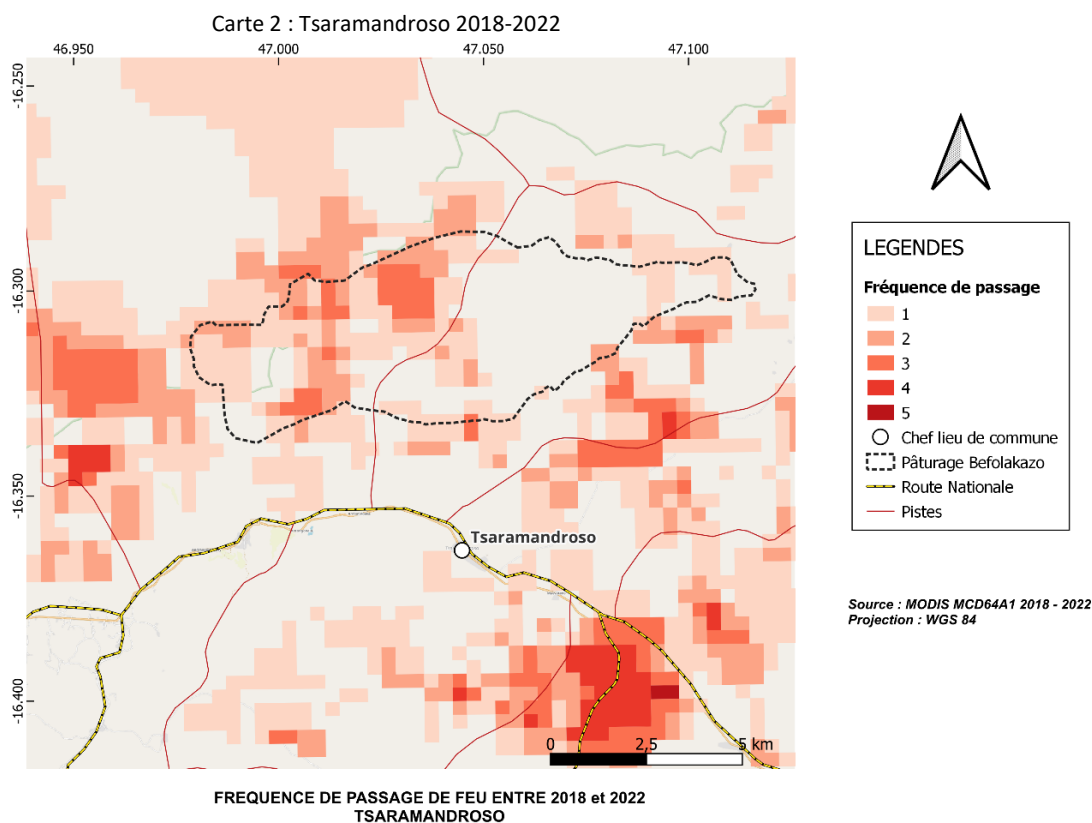 Carte 2 : Tsaramandroso 2018-2022
46.950 47.000 47.050 47.100
-16.250
-16.300
-16.350
-16.400
Tsaramandroso
0 2,5 5 km
LEGENDES
Fréquence de passage
1
2
3
4
5
Chef lieu de commune
Pâturage Befolakazo
Route Nationale
Pistes
Source : MODIS MCD64A1 2018 - 2022
Projection : WGS 84
FREQUENCE DE PASSAGE DE FEU ENTRE 2018 et 2022
TSARAMANDROSO